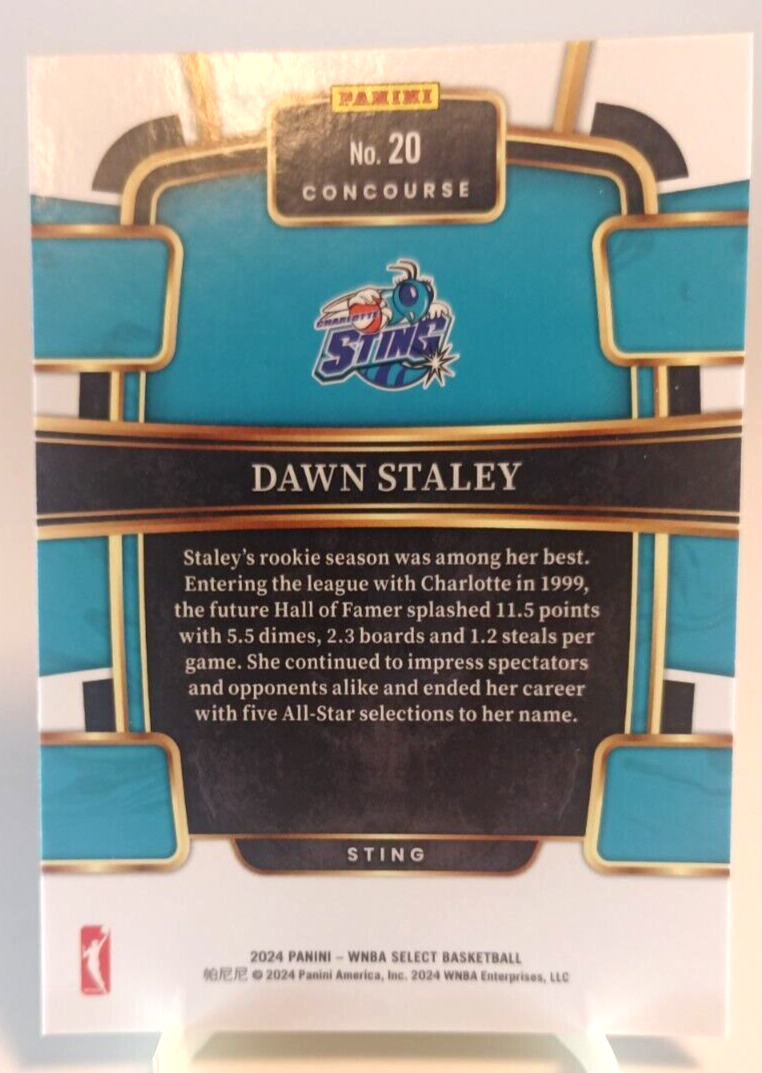 PANINI
No. 20
CONCOURSE
CHARLOTTE
STING
DAWN STALEY
Staley's rookie season was among her best.
Entering the league with Charlotte in 1999,
the future Hall of Famer splashed 11.5 points
with 5.5 dimes, 2.3 boards and 1.2 steals per
game. She continued to impress spectators
and opponents alike and ended her career
with five All-Star selections to her name.
STING
2024 PANINI – WNBA SELECT BASKETBALL
帕尼尼 © 2024 Panini America, Inc. 2024 WNBA Enterprises, LLC